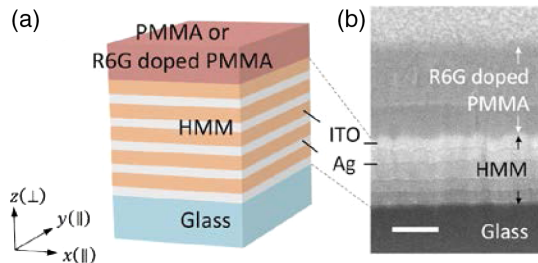 (a)
PMMA or
R6G doped PMMA
HMM
Glass
z(⊥)
y(∥)
x(∥)
ITO
Ag
(b)
R6G doped
PMMA
HMM
Glass